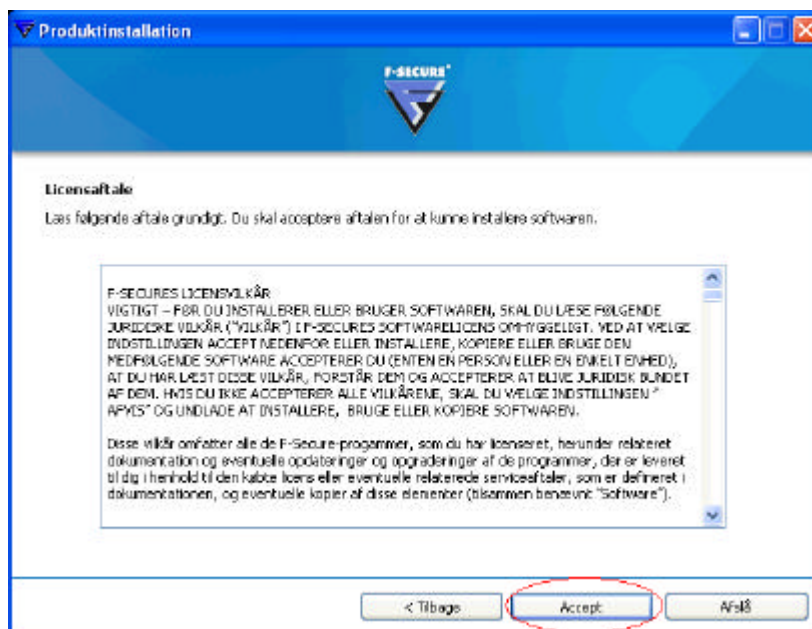 Produktinstallation
F-SECURE
Licensaftale
Læs følgende aftale grundigt. Du skal acceptere aftalen for at kunne installere softwaren.
F-SECURES LICENSVILKÅR
VIGTIGT – FØR DU INSTALLERER ELLER BRUGER SOFTWAREN, SKAL DU LÆSE FØLGENDE
JURIDISKE VILKÅR ("VILKÅR") I F-SECURES SOFTWARELICENS OMHYGGELIGT. VED AT VÆLGE
INDSTILLINGEN ACCEPT NEDENFOR ELLER INSTALLERE, KOPIERE ELLER BRUGE DEN
MEDFØLGENDE SOFTWARE ACCEPTERER DU (ENTEN EN PERSON ELLER EN ENKELT ENHED),
AT DU HAR LÆST DISSE VILKÅR, FORSTÅR DEM OG ACCEPTERER AT BLIVE JURIDISK BUNDET
AF DEM. HVIS DU IKKE ACCEPTERER ALLE VILKÅRENE, SKAL DU VÆLGE INDSTILLINGEN "
AFVIS" OG UNDLADE AT INSTALLERE, BRUGE ELLER KOPIERE SOFTWAREN.
Disse vilkår omfatter alle de F-Secure-progammer, som du har licenseret, herunder relateret
dokumentation og eventuelle opdateringer og opgraderinger af de programmer, der er leveret
til dig i henhold til den købte licens eller eventuelle relaterede serviceaftaler, som er defineret i
dokumentationen, og eventuelle kopier af disse elementer (tilsammen benævnt "Software").
< Tilbage
Accept
Afslå